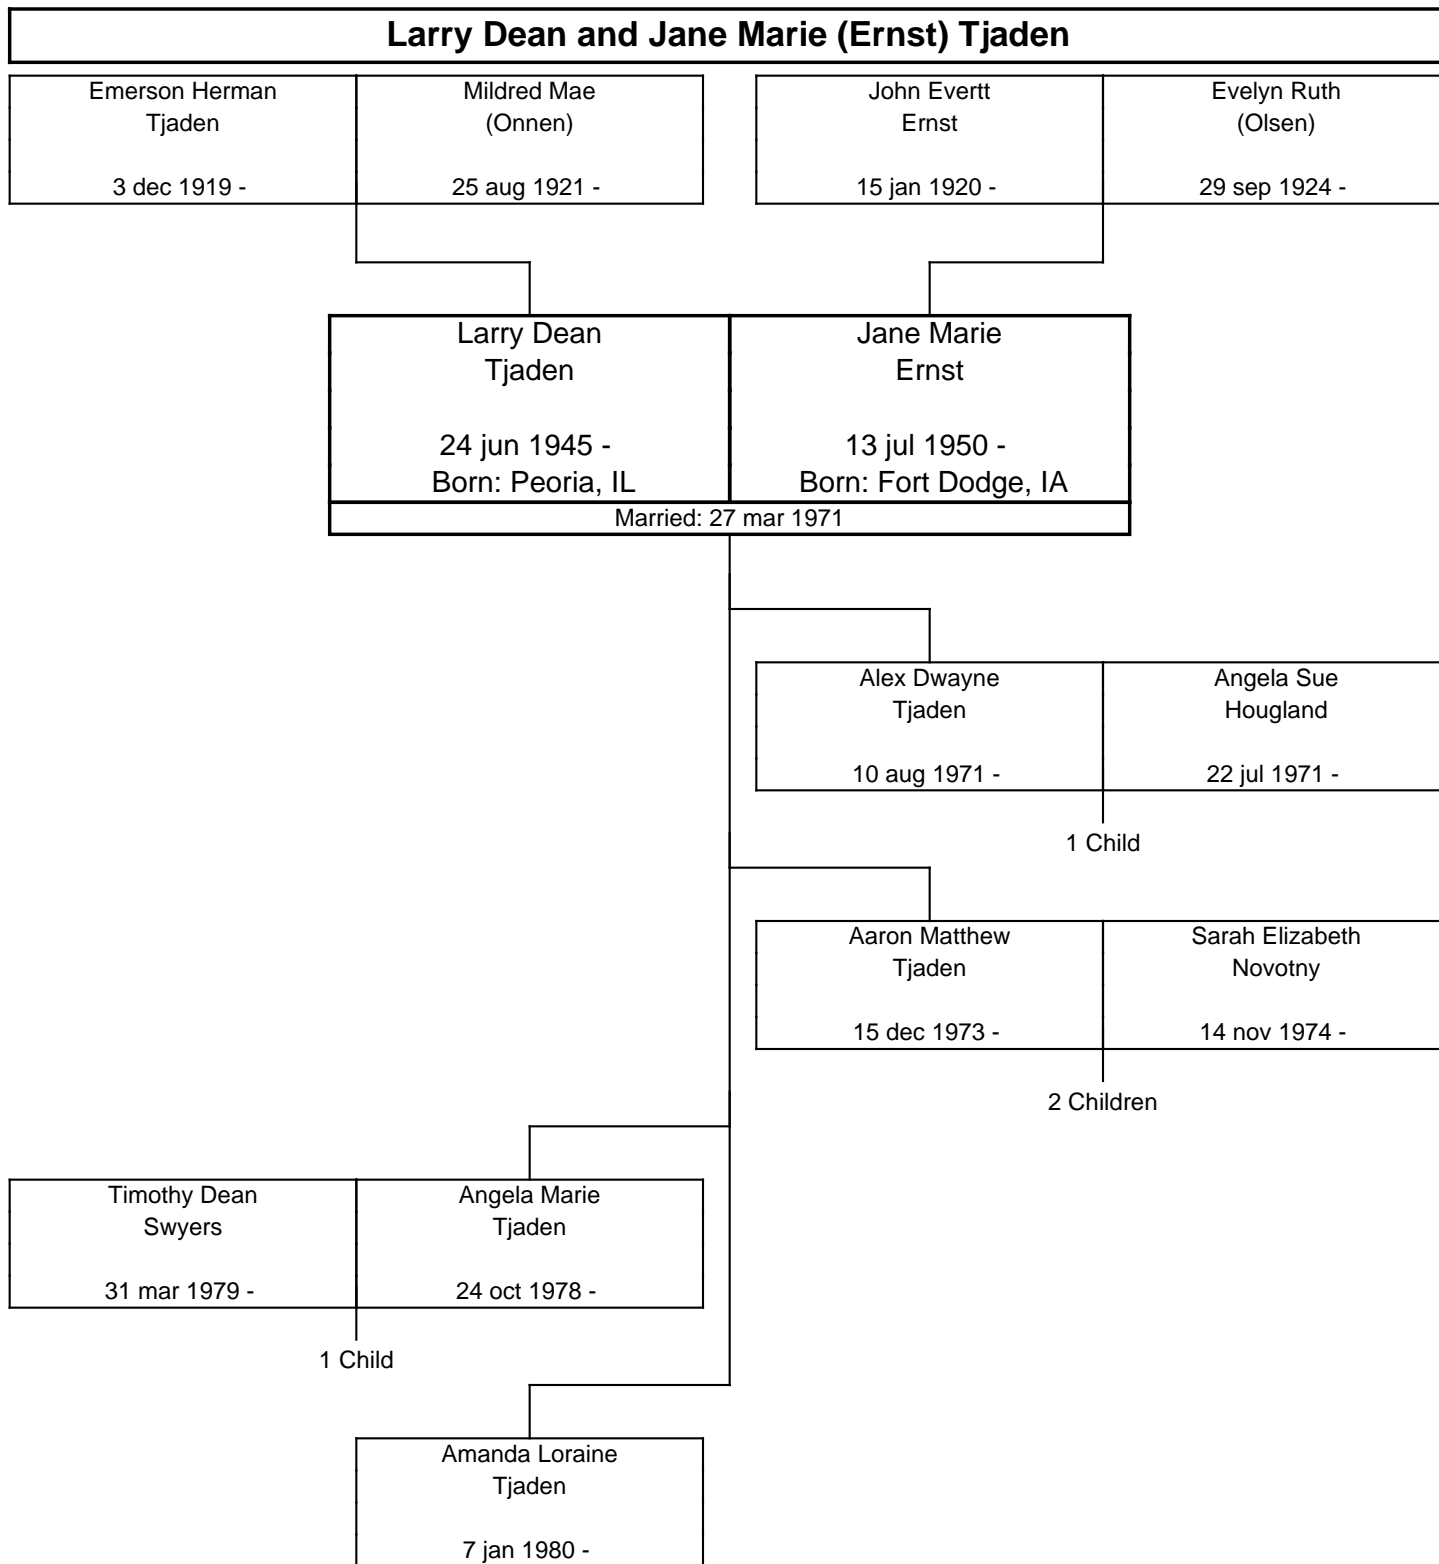 Larry Dean and Jane Marie (Ernst) Tjaden
Emerson Herman
Tjaden
3 dec 1919 -
Mildred Mae
(Onnen)
25 aug 1921 -
John Evertt
Ernst
15 jan 1920 -
Evelyn Ruth
(Olsen)
29 sep 1924 -
Larry Dean
Tjaden
24 jun 1945 -
Born: Peoria, IL
Jane Marie
Ernst
13 jul 1950 -
Born: Fort Dodge, IA
Married: 27 mar 1971
Alex Dwayne
Tjaden
10 aug 1971 -
Angela Sue
Hougland
22 jul 1971 -
1 Child
Aaron Matthew
Tjaden
15 dec 1973 -
Sarah Elizabeth
Novotny
14 nov 1974 -
2 Children
Timothy Dean
Swyers
31 mar 1979 -
Angela Marie
Tjaden
24 oct 1978 -
1 Child
Amanda Loraine
Tjaden
7 jan 1980 -